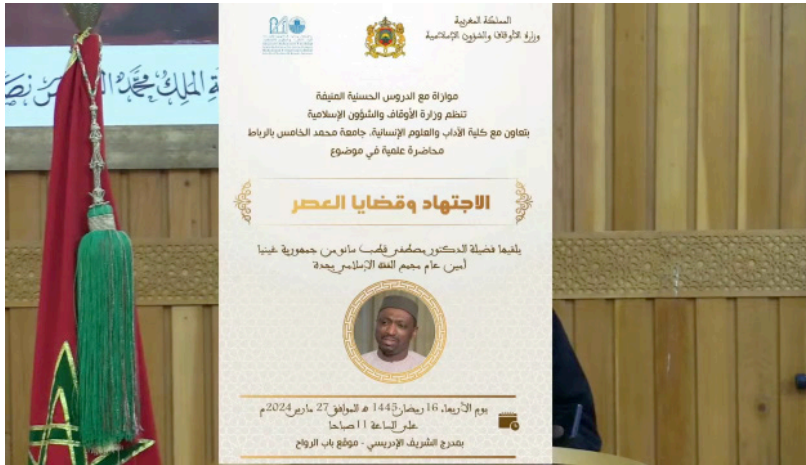 المملكة المغربية
وزارة الأوقاف والشؤون الإسلامية
ة الملك محمد
موازاة مع الدروس الحسنية المنيفة
تنظم وزارة الأوقاف والشؤون الإسلامية
بتعاون مع كلية الآداب والعلوم الإنسانية، جامعة محمد الخامس بالرباط
محاضرة علمية في موضوع
الاجتهاد وقضايا العصر
يلقيها فضيلة الدكتور مصطفى قطب سانو من جمهورية غينيا
أمين عام مجمع الفقه الإسلامي بجدة
يوم الأربعاء 16 رمضان 1445 ه الموافق 27 مارس 2024 م
على الساعة 11 صباحا
بمدرج الشريف الإدريسي - موقع باب الرواح